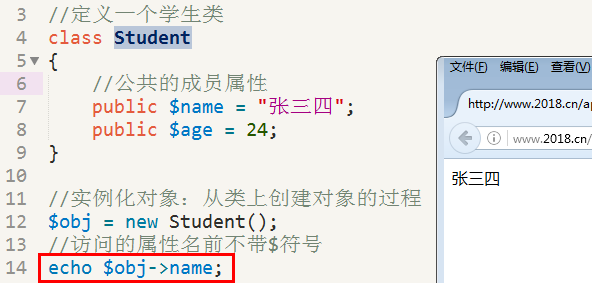 3 //定义一个学生类
4 class Student
5 {
6 //公共的成员属性
7 public $name = "张三四";
8 public $age = 24;
9 }
10
11 //实例化对象：从类上创建对象的过程
12 $obj = new Student();
13 //访问的属性名前不带$符号
14 echo $obj->name;
文件(F) 编辑(E) 查看(V)
http://www.2018.cn/ap
www.2018.cn/
张三四